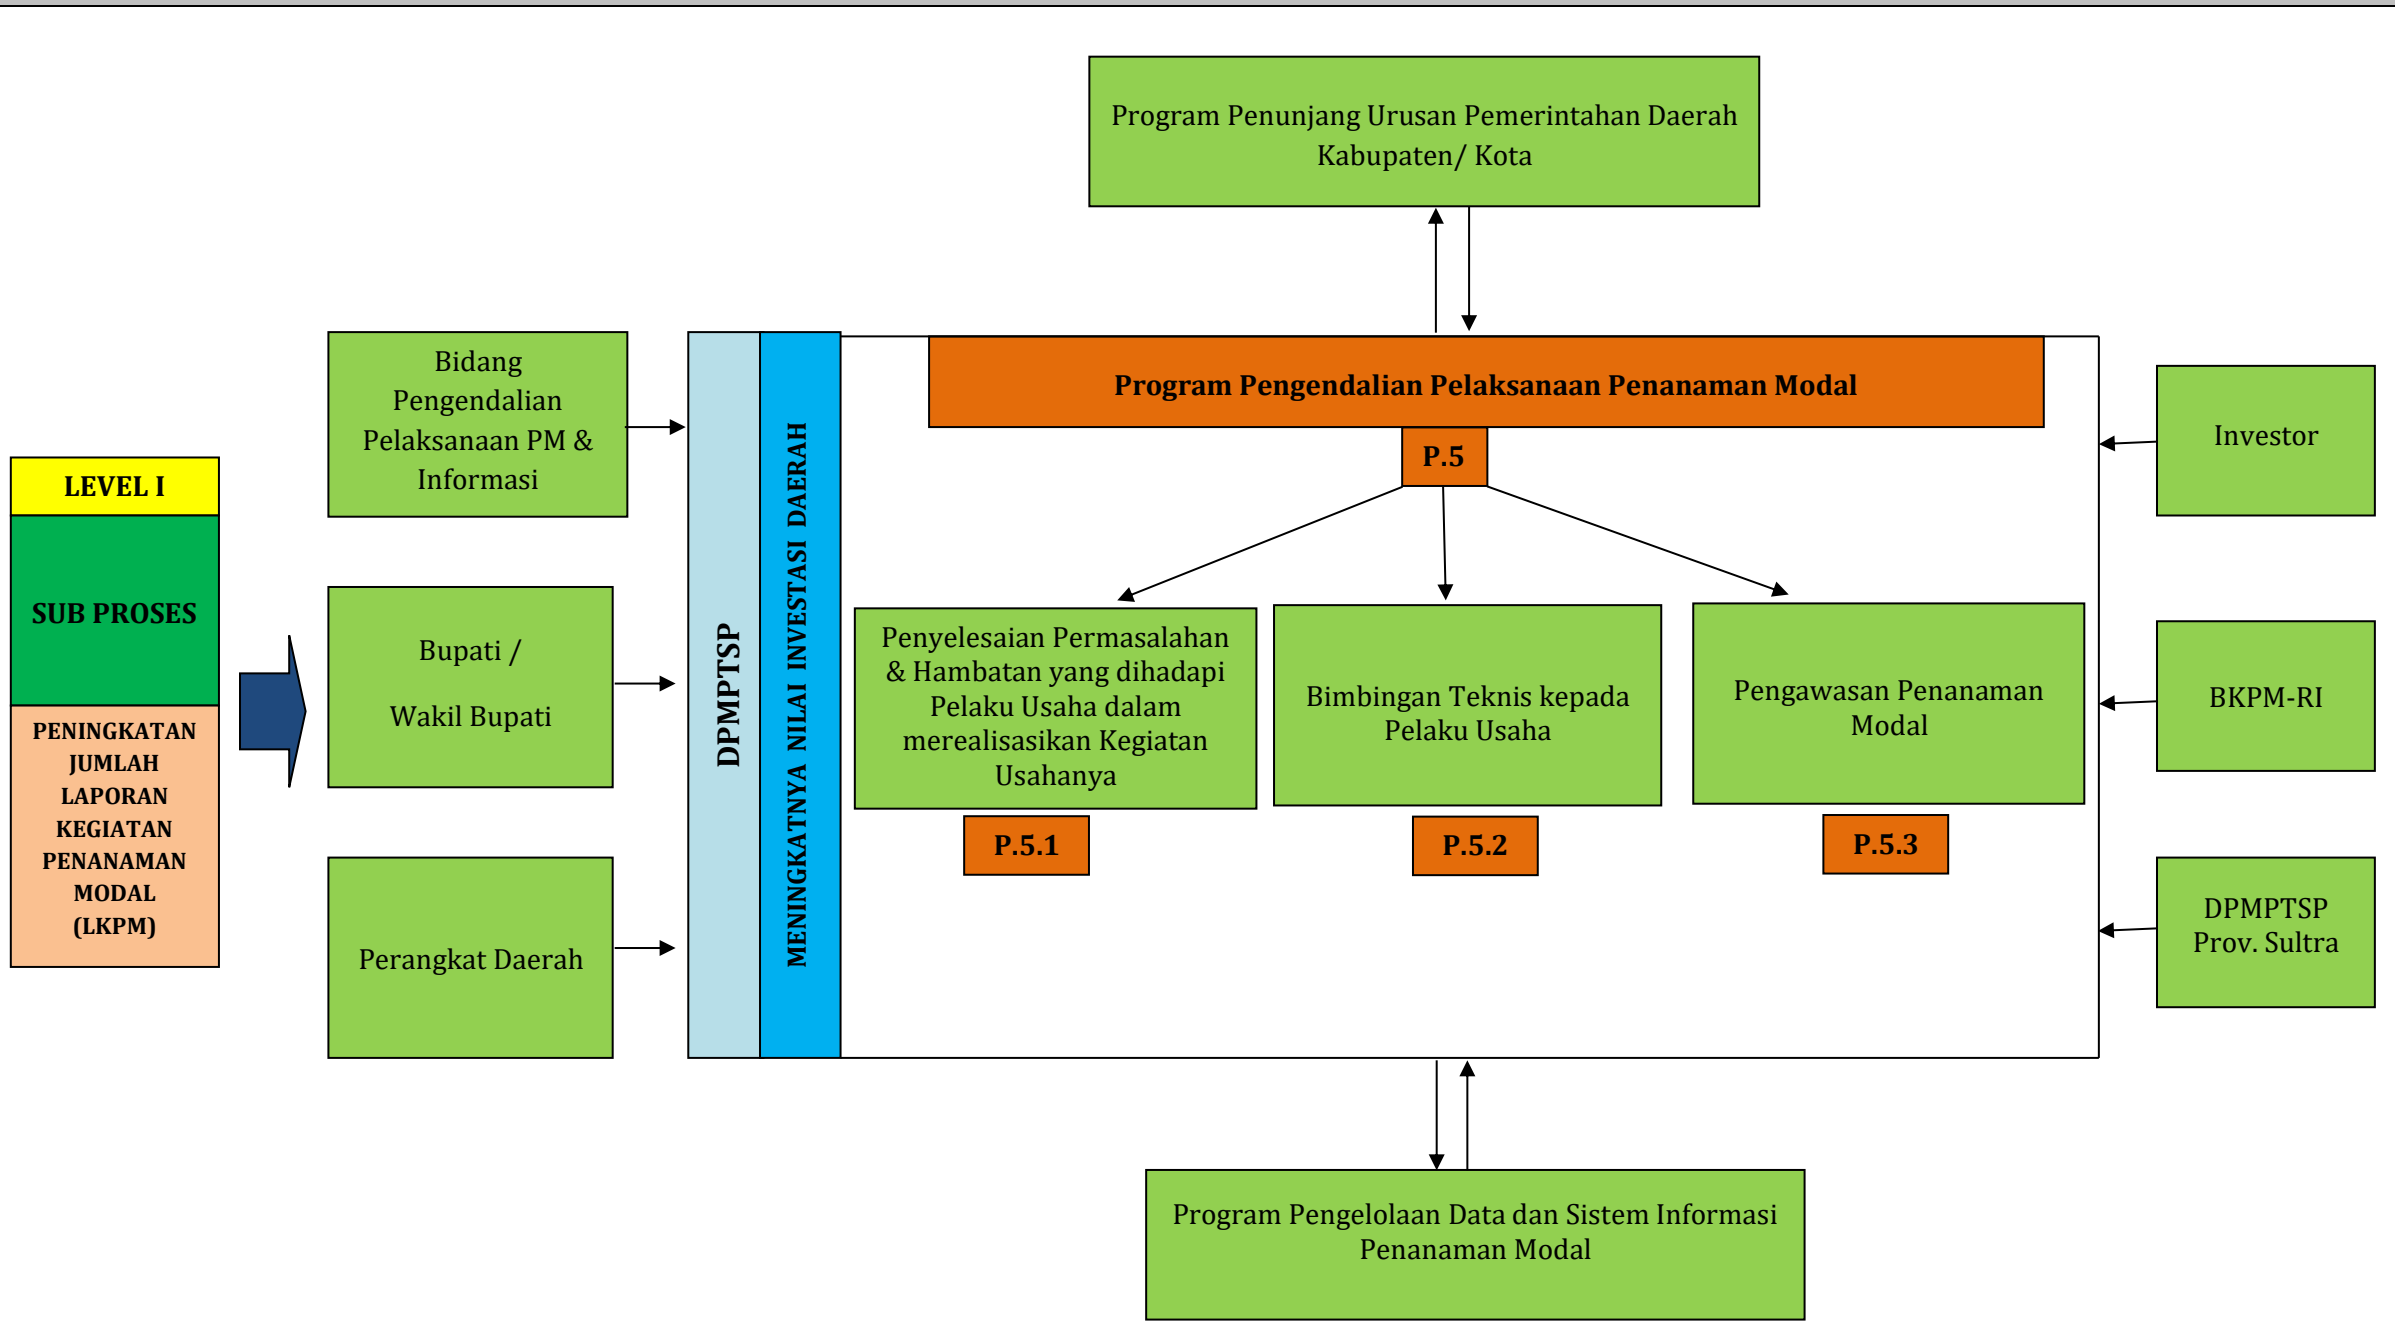 Program Penunjang Urusan Pemerintahan Daerah
Kabupaten/ Kota
LEVEL I
SUB PROSES
PENINGKATAN
JUMLAH
LAPORAN
KEGIATAN
PENANAMAN
MODAL
(LKPM)
Bidang
Pengendalian
Pelaksanaan PM &
Informasi
Bupati /
Wakil Bupati
Perangkat Daerah
DPMPTSP
MENINGKATNYA NILAI INVESTASI DAERAH
Program Pengendalian Pelaksanaan Penanaman Modal
P.5
Penyelesaian Permasalahan
& Hambatan yang dihadapi
Pelaku Usaha dalam
merealisasikan Kegiatan
Usahanya
P.5.1
Bimbingan Teknis kepada
Pelaku Usaha
P.5.2
Pengawasan Penanaman
Modal
P.5.3
Investor
BKPM-RI
DPMPTSP
Prov. Sultra
Program Pengelolaan Data dan Sistem Informasi
Penanaman Modal